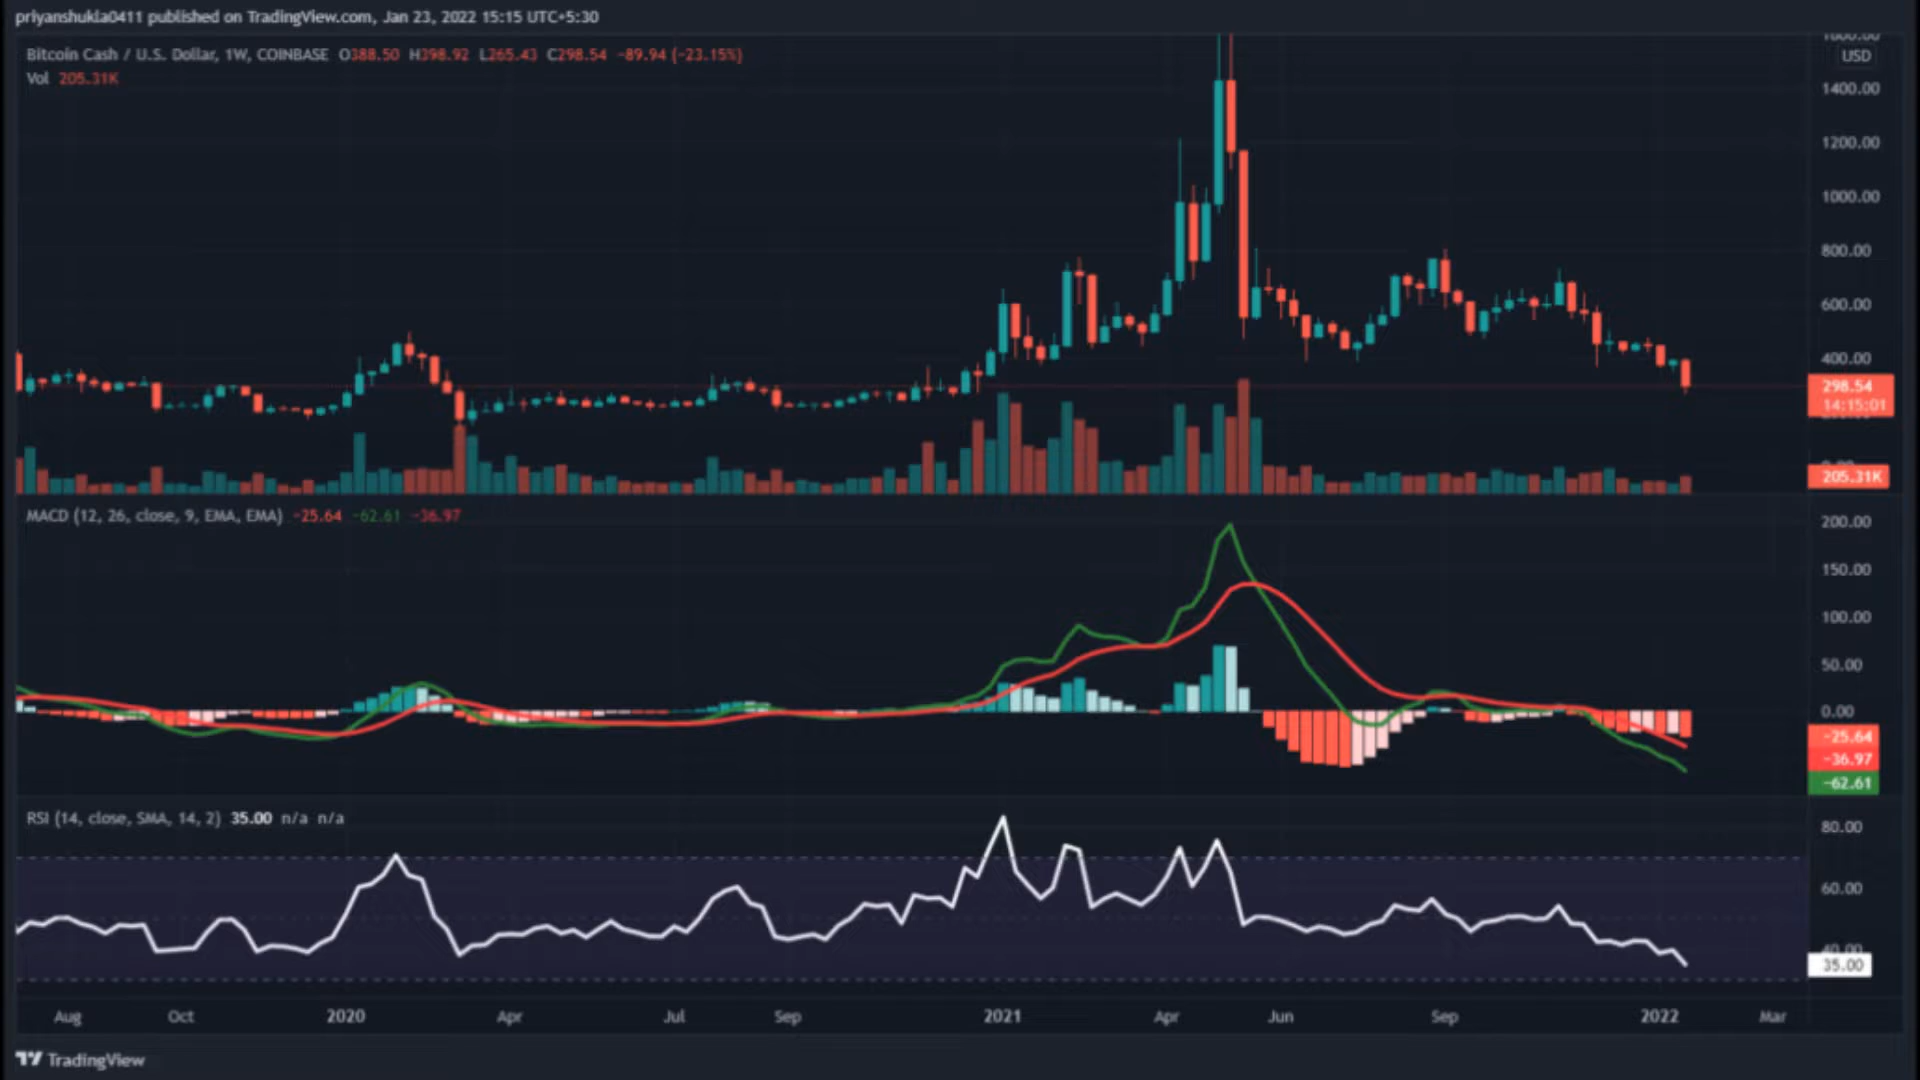 priyanshukla0411 published on TradingView.com, Jan 23, 2022 15:15 UTC+5:30
Bitcoin Cash / U.S. Dollar, 1W, COINBASE O388.50 H398.92 L265.43 C298.54 −89.94 (−23.15%)
Vol 205.31K
USD
1400.00
1200.00
1000.00
800.00
600.00
400.00
298.54
14:15:01
205.31K
MACD (12, 26, close, 9, EMA, EMA) −25.64 −62.61 −36.97
200.00
150.00
100.00
50.00
0.00
−25.64
−36.97
−62.61
RSI (14, close, SMA, 14, 2) 35.00 n/a n/a
80.00
60.00
40.00
35.00
Aug Oct 2020 Apr Jul Sep 2021 Apr Jun Sep 2022 Mar
TradingView